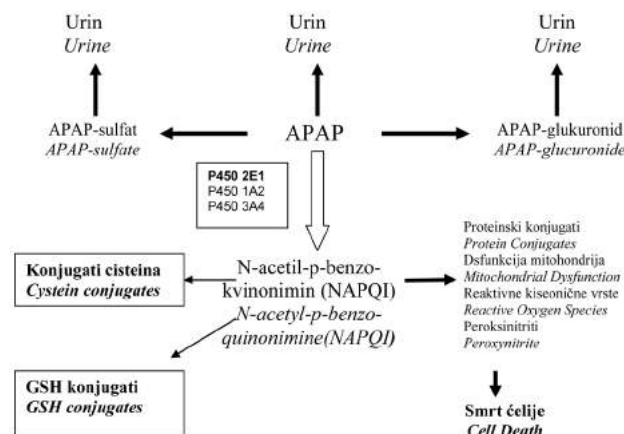 Urin
Urine
Urin
Urine
Urin
Urine
APAP-sulfat
APAP-sulfate
APAP
APAP-glukuronid
APAP-glucuronide
P450 2E1
P450 1A2
P450 3A4
Konjugati cisteina
Cystein conjugates
N-acetil-p-benzo-
kvinonimin (NAPQI)
N-acetyl-p-benzo-
quinonimine(NAPQI)
Proteinski konjugati
Protein Conjugates
Dsfunkcija mitohondrija
Mitochondrial Dysfunction
Reaktivne kiseonične vrste
Reactive Oxygen Species
Peroksinitriti
Peroxynitrite
GSH konjugati
GSH conjugates
Smrt ćelije
Cell Death